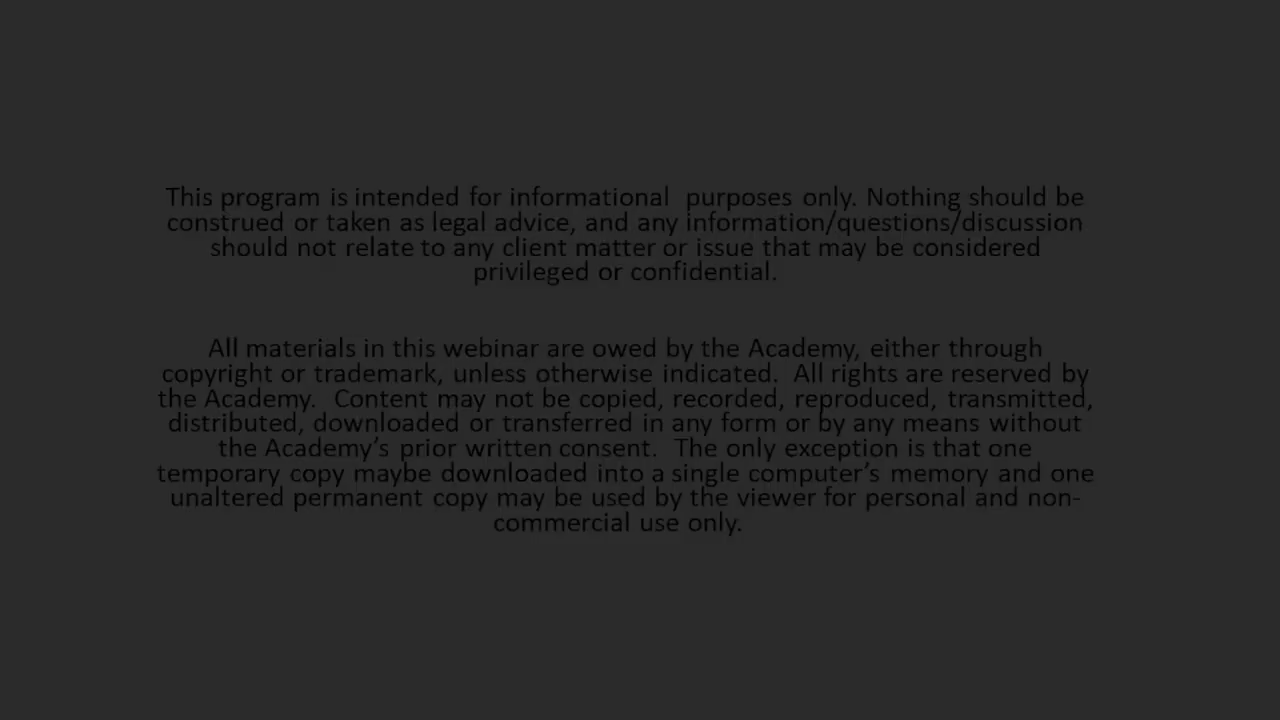 This program is intended for informational purposes only. Nothing should be
construed or taken as legal advice, and any information/questions/discussion
should not relate to any client matter or issue that may be considered
privileged or confidential.
All materials in this webinar are owed by the Academy, either through
copyright or trademark, unless otherwise indicated. All rights are reserved by
the Academy. Content may not be copied, recorded, reproduced, transmitted,
distributed, downloaded or transferred in any form or by any means without
the Academy's prior written consent. The only exception is that one
temporary copy maybe downloaded into a single computer's memory and one
unaltered permanent copy may be used by the viewer for personal and non-
commercial use only.